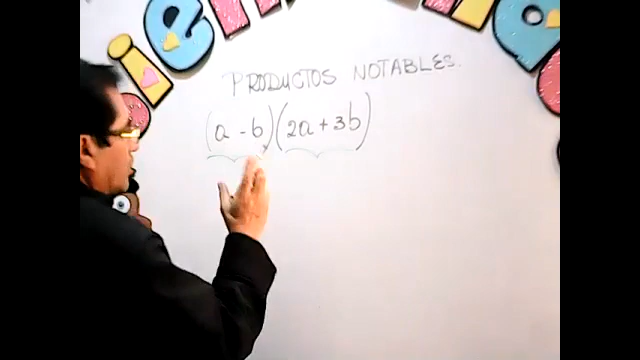 PRODUCTOS NOTABLES.
(a - b)(2a + 3b)